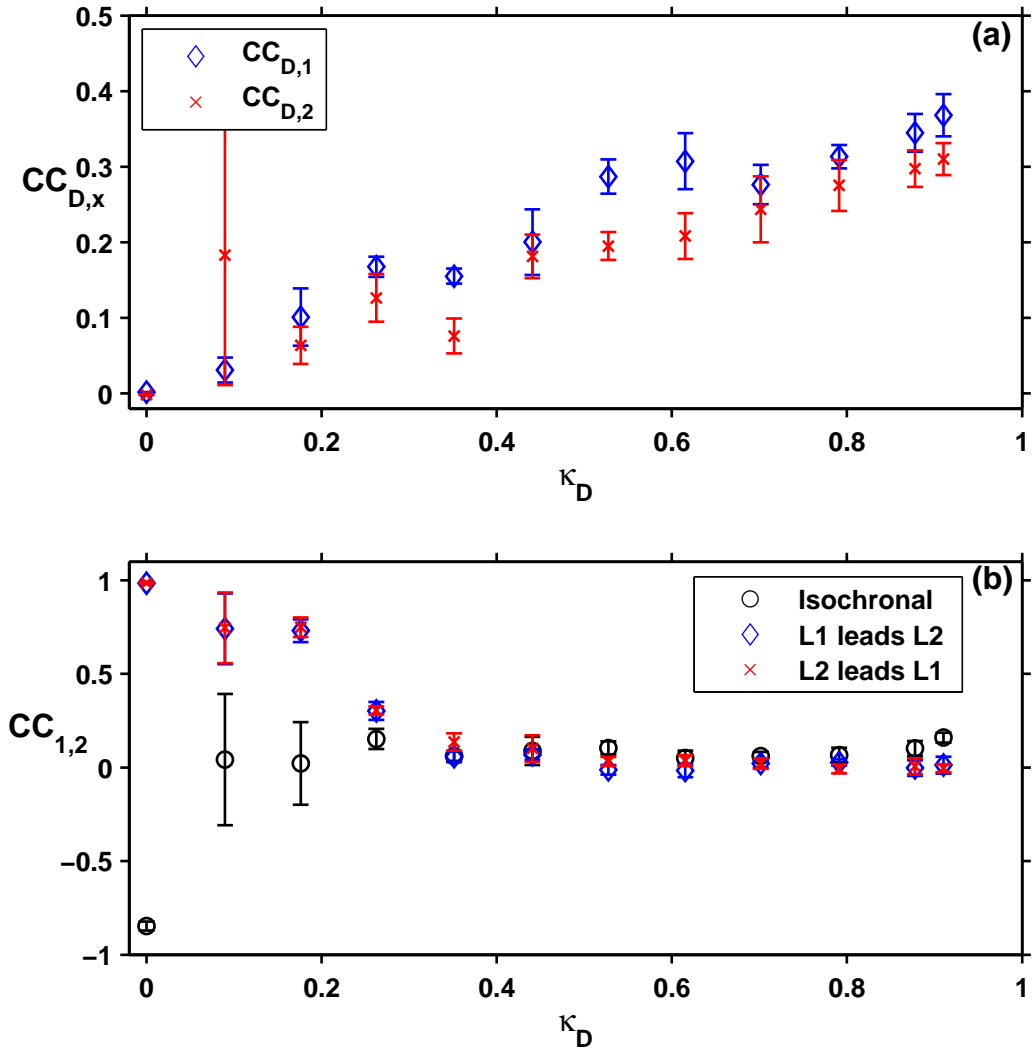 (a)
CC_D,1
CC_D,2
0.5
0.4
0.3
0.2
0.1
0
CC_D,x
0 0.2 0.4 0.6 0.8 1
κ_D
(b)
Isochronal
L1 leads L2
L2 leads L1
1
0.5
0
−0.5
−1
CC_1,2
0 0.2 0.4 0.6 0.8 1
κ_D